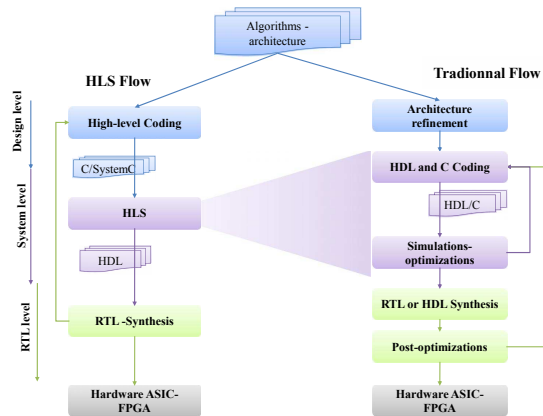 Algorithms -
architecture
HLS Flow
Tradionnal Flow
Design level
System level
RTL level
High-level Coding
C/SystemC
HLS
HDL
RTL -Synthesis
Hardware ASIC-
FPGA
Architecture
refinement
HDL and C Coding
HDL/C
Simulations-
optimizations
RTL or HDL Synthesis
Post-optimizations
Hardware ASIC-
FPGA